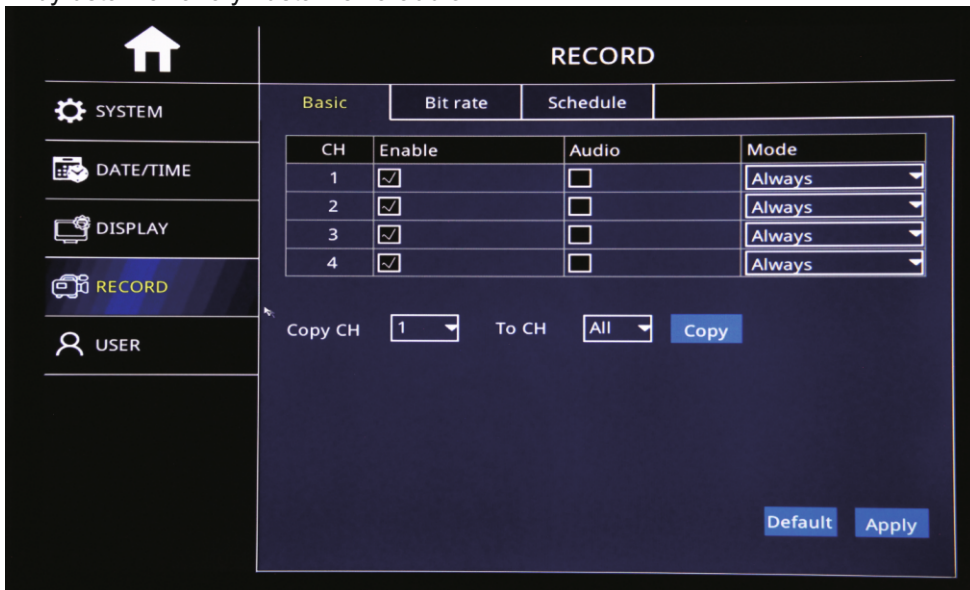 RECORD
SYSTEM
DATE/TIME
DISPLAY
RECORD
USER
Basic Bit rate Schedule
CH Enable Audio Mode
1 Always
2 Always
3 Always
4 Always
Copy CH 1 To CH All Copy
Default Apply